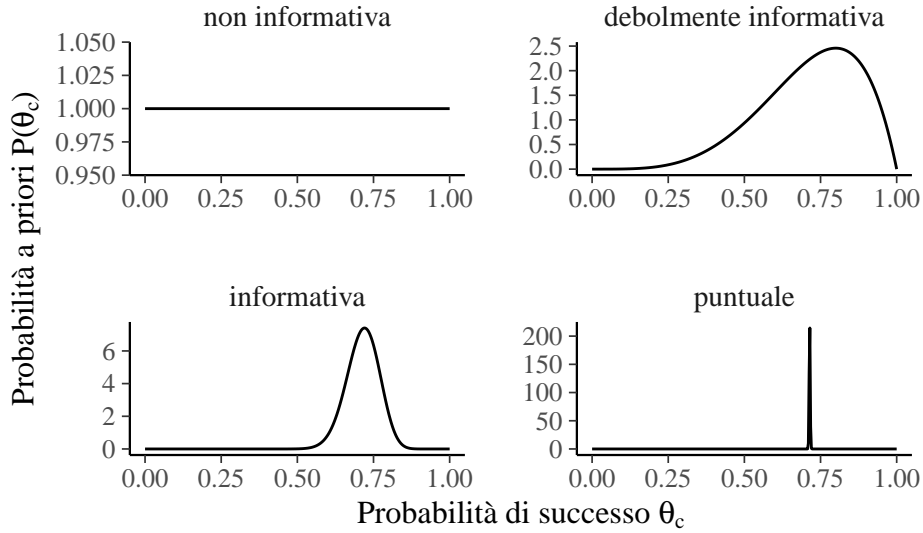 non informativa
debolmente informativa
1.050
1.025
1.000
0.975
0.950
0.00 0.25 0.50 0.75 1.00
2.5
2.0
1.5
1.0
0.5
0.0
0.00 0.25 0.50 0.75 1.00
Probabilità a priori P(θc)
informativa
puntuale
6
4
2
0
0.00 0.25 0.50 0.75 1.00
200
150
100
50
0
0.00 0.25 0.50 0.75 1.00
Probabilità di successo θc